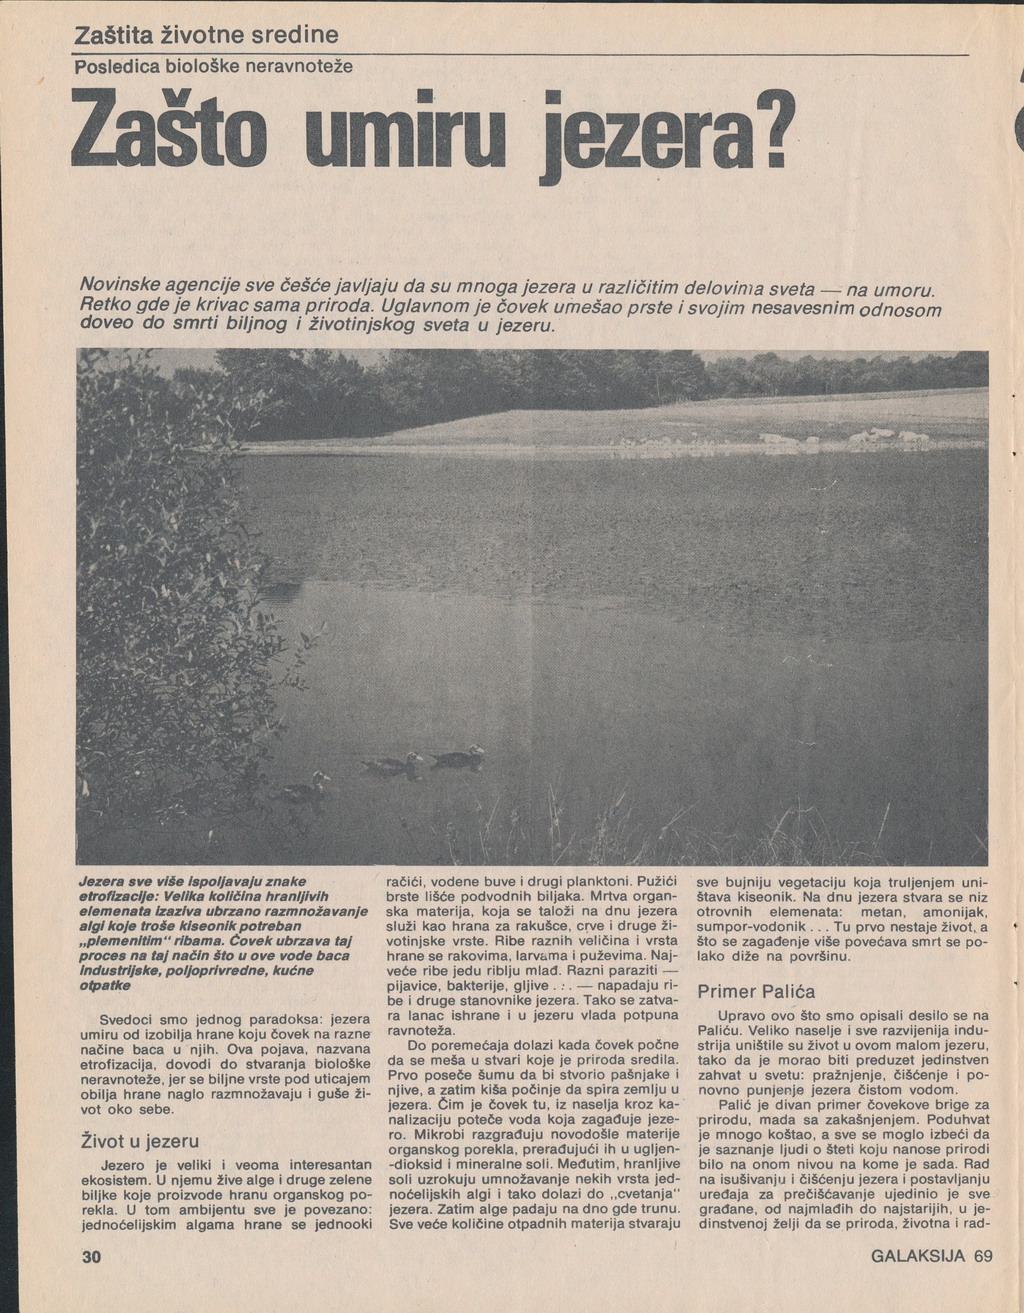 Zaštita životne sredine
Posledica biološke neravnoteže
Zašto umiru jezera?
Novinske agencije sve češće javljaju da su mnoga jezera u različitim delovima sveta — na umoru.
Retko gde je krivac sama priroda. Uglavnom je čovek umešao prste i svojim nesavesnim odnosom
doveo do smrti biljnog i životinjskog sveta u jezeru.
Jezera sve više ispoljavaju znake
etrofizacije: Velika količina hranljivih
elemenata izaziva ubrzano razmnožavanje
algi koje troše kiseonik potreban
„plemenitim“ ribama. Čovek ubrzava taj
proces na taj način što u ove vode baca
industrijske, poljoprivredne, kućne
otpatke
Svedoci smo jednog paradoksa: jezera
umiru od izobilja hrane koju čovek na razne
načine baca u njih. Ova pojava, nazvana
etrofizacija, dovodi do stvaranja biološke
neravnoteže, jer se biljne vrste pod uticajem
obilja hrane naglo razmnožavaju i guše ži-
vot oko sebe.
Život u jezeru
Jezero je veliki i veoma interesantan
ekosistem. U njemu žive alge i druge zelene
biljke koje proizvode hranu organskog po-
rekla. U tom ambijentu sve je povezano:
jednoćelijskim algama hrane se jednooki
račići, vodene buve i drugi planktoni. Pužići
brste lišće podvodnih biljaka. Mrtva organ-
ska materija, koja se taloži na dnu jezera
služi kao hrana za rakušce, crve i druge ži-
votinjske vrste. Ribe raznih veličina i vrsta
hrane se rakovima, larvama i puževima. Naj-
veće ribe jedu riblju mlađ. Razni paraziti —
pijavice, bakterije, gljive . . . — napadaju ri-
be i druge stanovnike jezera. Tako se zatva-
ra lanac ishrane i u jezeru vlada potpuna
ravnoteža.
Do poremećaja dolazi kada čovek počne
da se meša u stvari koje je priroda sredila.
Prvo poseče šumu da bi stvorio pašnjake i
njive, a zatim kiša počinje da spira zemlju u
jezera. Čim je čovek tu, iz naselja kroz ka-
nalizaciju poteče voda koja zagađuje jeze-
ro. Mikrobi razgrađuju novodošle materije
organskog porekla, prerađujući ih u ugljen-
-dioksid i mineralne soli. Međutim, hranljive
soli uzrokuju umnožavanje nekih vrsta jed-
noćelijskih algi i tako dolazi do „cvetanja“
jezera. Zatim alge padaju na dno gde trunu.
Sve veće količine otpadnih materija stvaraju
sve bujniju vegetaciju koja truljenjem uni-
štava kiseonik. Na dnu jezera stvara se niz
otrovnih elemenata: metan, amonijak,
sumpor-vodonik . . . Tu prvo nestaje život, a
što se zagađenje više povećava smrt se po-
lako diže na površinu.
Primer Palića
Upravo ovo što smo opisali desilo se na
Paliću. Veliko naselje i sve razvijenija indu-
strija uništile su život u ovom malom jezeru,
tako da je morao biti preduzet jedinstven
zahvat u svetu: pražnjenje, čišćenje i po-
novno punjenje jezera čistom vodom.
Palić je divan primer čovekove brige za
prirodu, mada sa zakašnjenjem. Poduhvat
je mnogo koštao, a sve se moglo izbeći da
je saznanje ljudi o šteti koju nanose prirodi
bilo na onom nivou na kome je sada. Rad
na isušivanju i čišćenju jezera i postavljanju
uređaja za prečišćavanje ujedinio je sve
građane, od najmlađih do najstarijih, u je-
dinstvenoj želji da se priroda, životna i rad-
30
GALAKSIJA 69